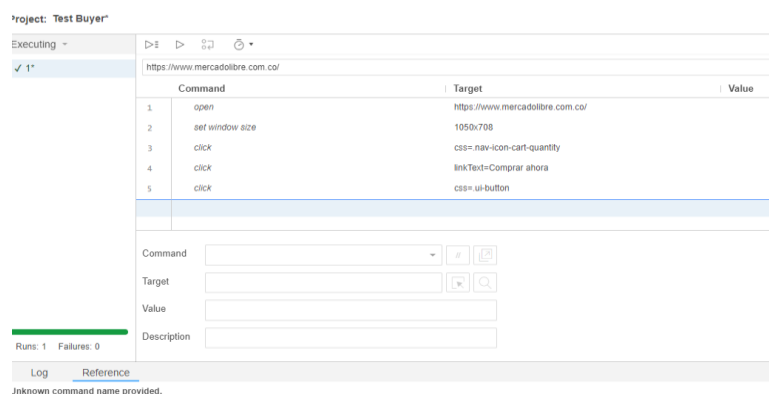 Project: Test Buyer*
Executing
✓ 1*
https://www.mercadolibre.com.co/
Command Target Value
1 open https://www.mercadolibre.com.co/
2 set window size 1050x708
3 click css=.nav-icon-cart-quantity
4 click linkText=Comprar ahora
5 click css=.ui-button
Command //
Target
Value
Description
Runs: 1 Failures: 0
Log Reference
Unknown command name provided.